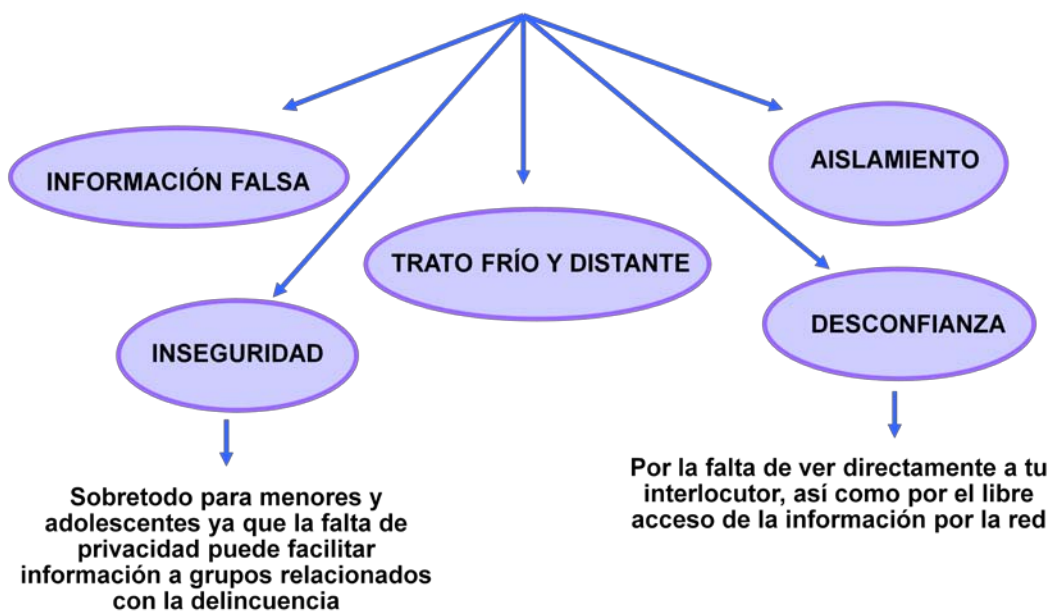 INFORMACIÓN FALSA
AISLAMIENTO
TRATO FRÍO Y DISTANTE
INSEGURIDAD
DESCONFIANZA
Sobretodo para menores y
adolescentes ya que la falta de
privacidad puede facilitar
información a grupos relacionados
con la delincuencia
Por la falta de ver directamente a tu
interlocutor, así como por el libre
acceso de la información por la red